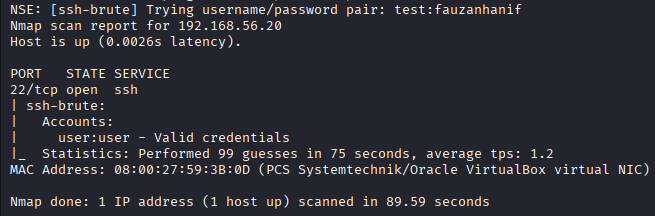 NSE: [ssh-brute] Trying username/password pair: test:fauzanhanif
Nmap scan report for 192.168.56.20
Host is up (0.0026s latency).
PORT   STATE SERVICE
22/tcp open  ssh
| ssh-brute:
|   Accounts:
|     user:user - Valid credentials
|_  Statistics: Performed 99 guesses in 75 seconds, average tps: 1.2
MAC Address: 08:00:27:59:3B:0D (PCS Systemtechnik/Oracle VirtualBox virtual NIC)
Nmap done: 1 IP address (1 host up) scanned in 89.59 seconds